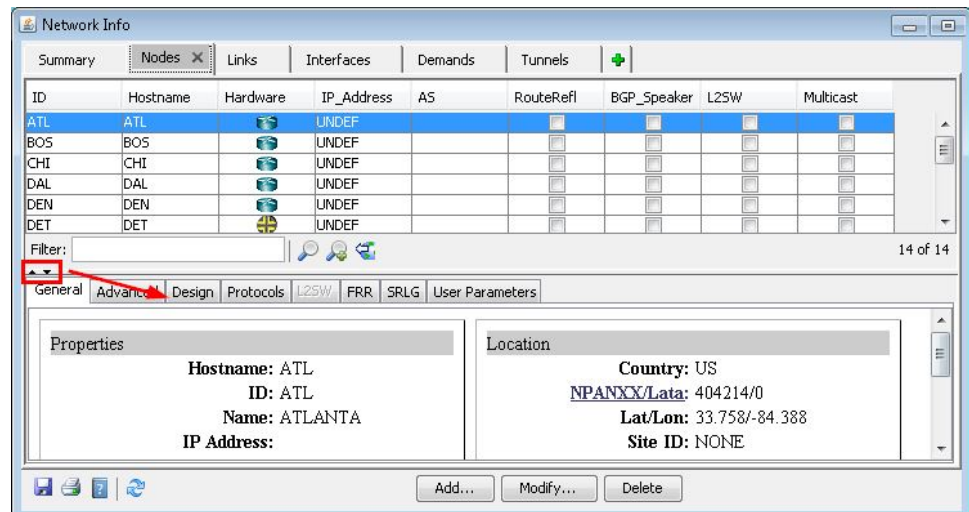 Network Info
Summary Nodes Links Interfaces Demands Tunnels
ID Hostname Hardware IP_Address AS RouteRefl BGP_Speaker L2SW Multicast
ATL ATL UNDEF
BOS BOS UNDEF
CHI CHI UNDEF
DAL DAL UNDEF
DEN DEN UNDEF
DET DET UNDEF
Filter: 14 of 14
General Advanced Design Protocols L2SW FRR SRLG User Parameters
Properties
Hostname: ATL
ID: ATL
Name: ATLANTA
IP Address:
Location
Country: US
NPANXX/Lata: 404214/0
Lat/Lon: 33.758/-84.388
Site ID: NONE
Add... Modify... Delete